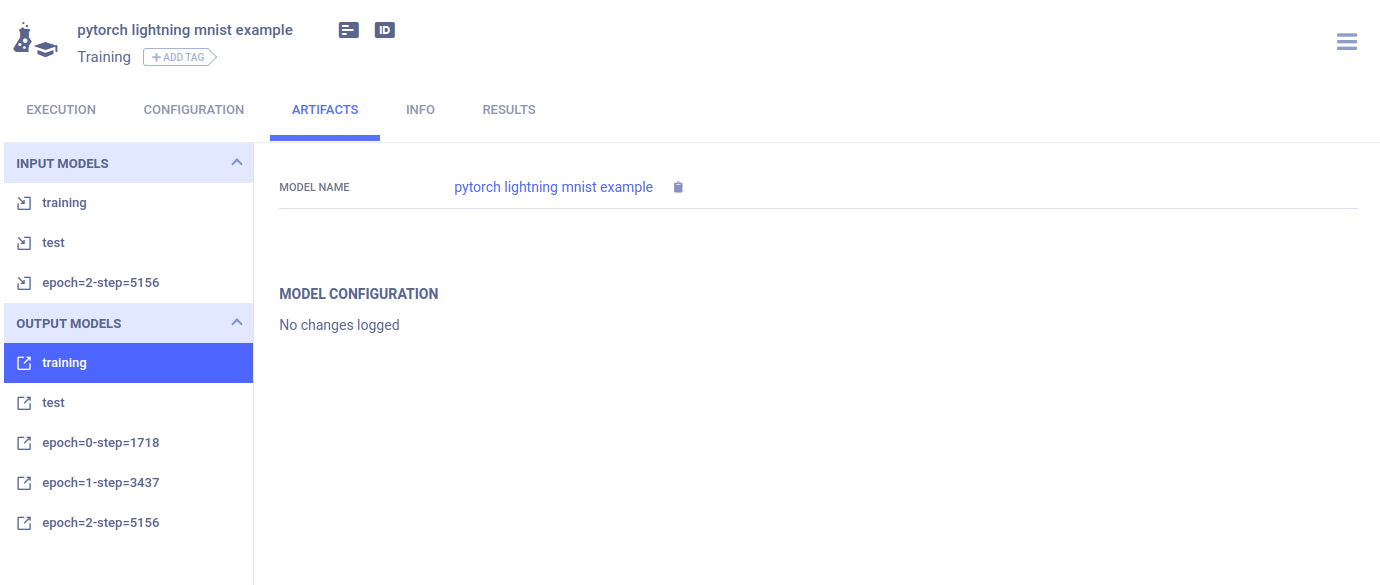 pytorch lightning mnist example
ID
Training
+ ADD TAG
EXECUTION CONFIGURATION ARTIFACTS INFO RESULTS
INPUT MODELS
training
test
epoch=2-step=5156
OUTPUT MODELS
training
test
epoch=0-step=1718
epoch=1-step=3437
epoch=2-step=5156
MODEL NAME pytorch lightning mnist example
MODEL CONFIGURATION
No changes logged